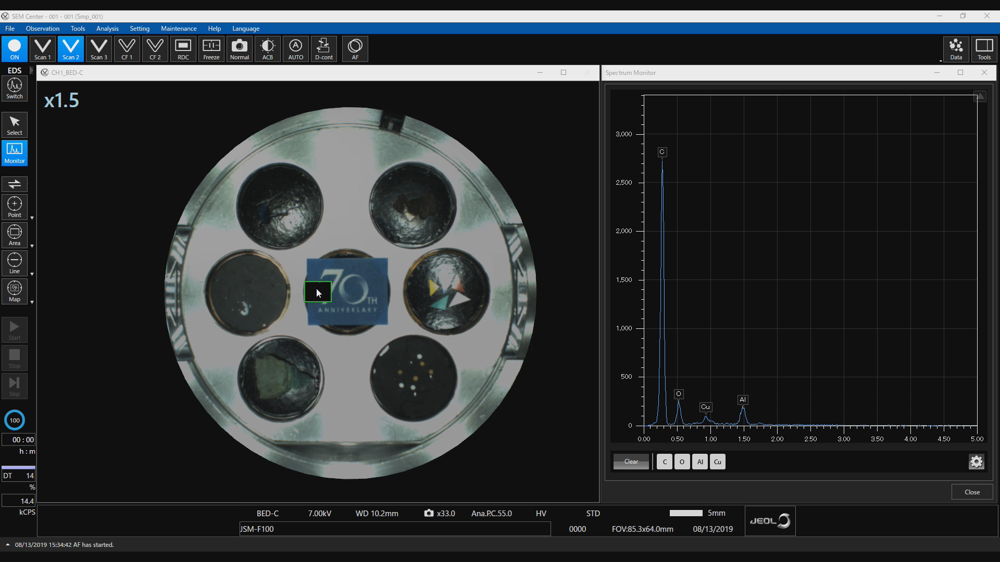 SEM Center - 001 - 001 (Smp_001)
File Observation Tools Analysis Setting Maintenance Help Language
ON Scan 1 Scan 2 Scan 3 CF 1 CF 2 RDC Freeze Normal ACB AUTO D-cont AF Data Tools
A
EDS
CH1_BED-C
Spectrum Monitor
Switch
x1.5
Select
Monitor
Point
Area
Line
Map
Start
Stop
Skip
70TH
ANNIVERSARY
3,000
2,500
2,000
1,500
1,000
500
0
C
O
Cu
Al
0.00 0.50 1.00 1.50 2.00 2.50 3.00 3.50 4.00 4.50 5.00
Clear C O Al Cu
Close
100
00 : 00
h : m
DT 14
%
14.4
kCPS
BED-C 7.00kV WD 10.2mm x33.0 Ana.P.C.55.0 HV STD 5mm
JSM-F100 0000 FOV:85.3x64.0mm 08/13/2019
JEOL
08/13/2019 15:34:42 AF has started.